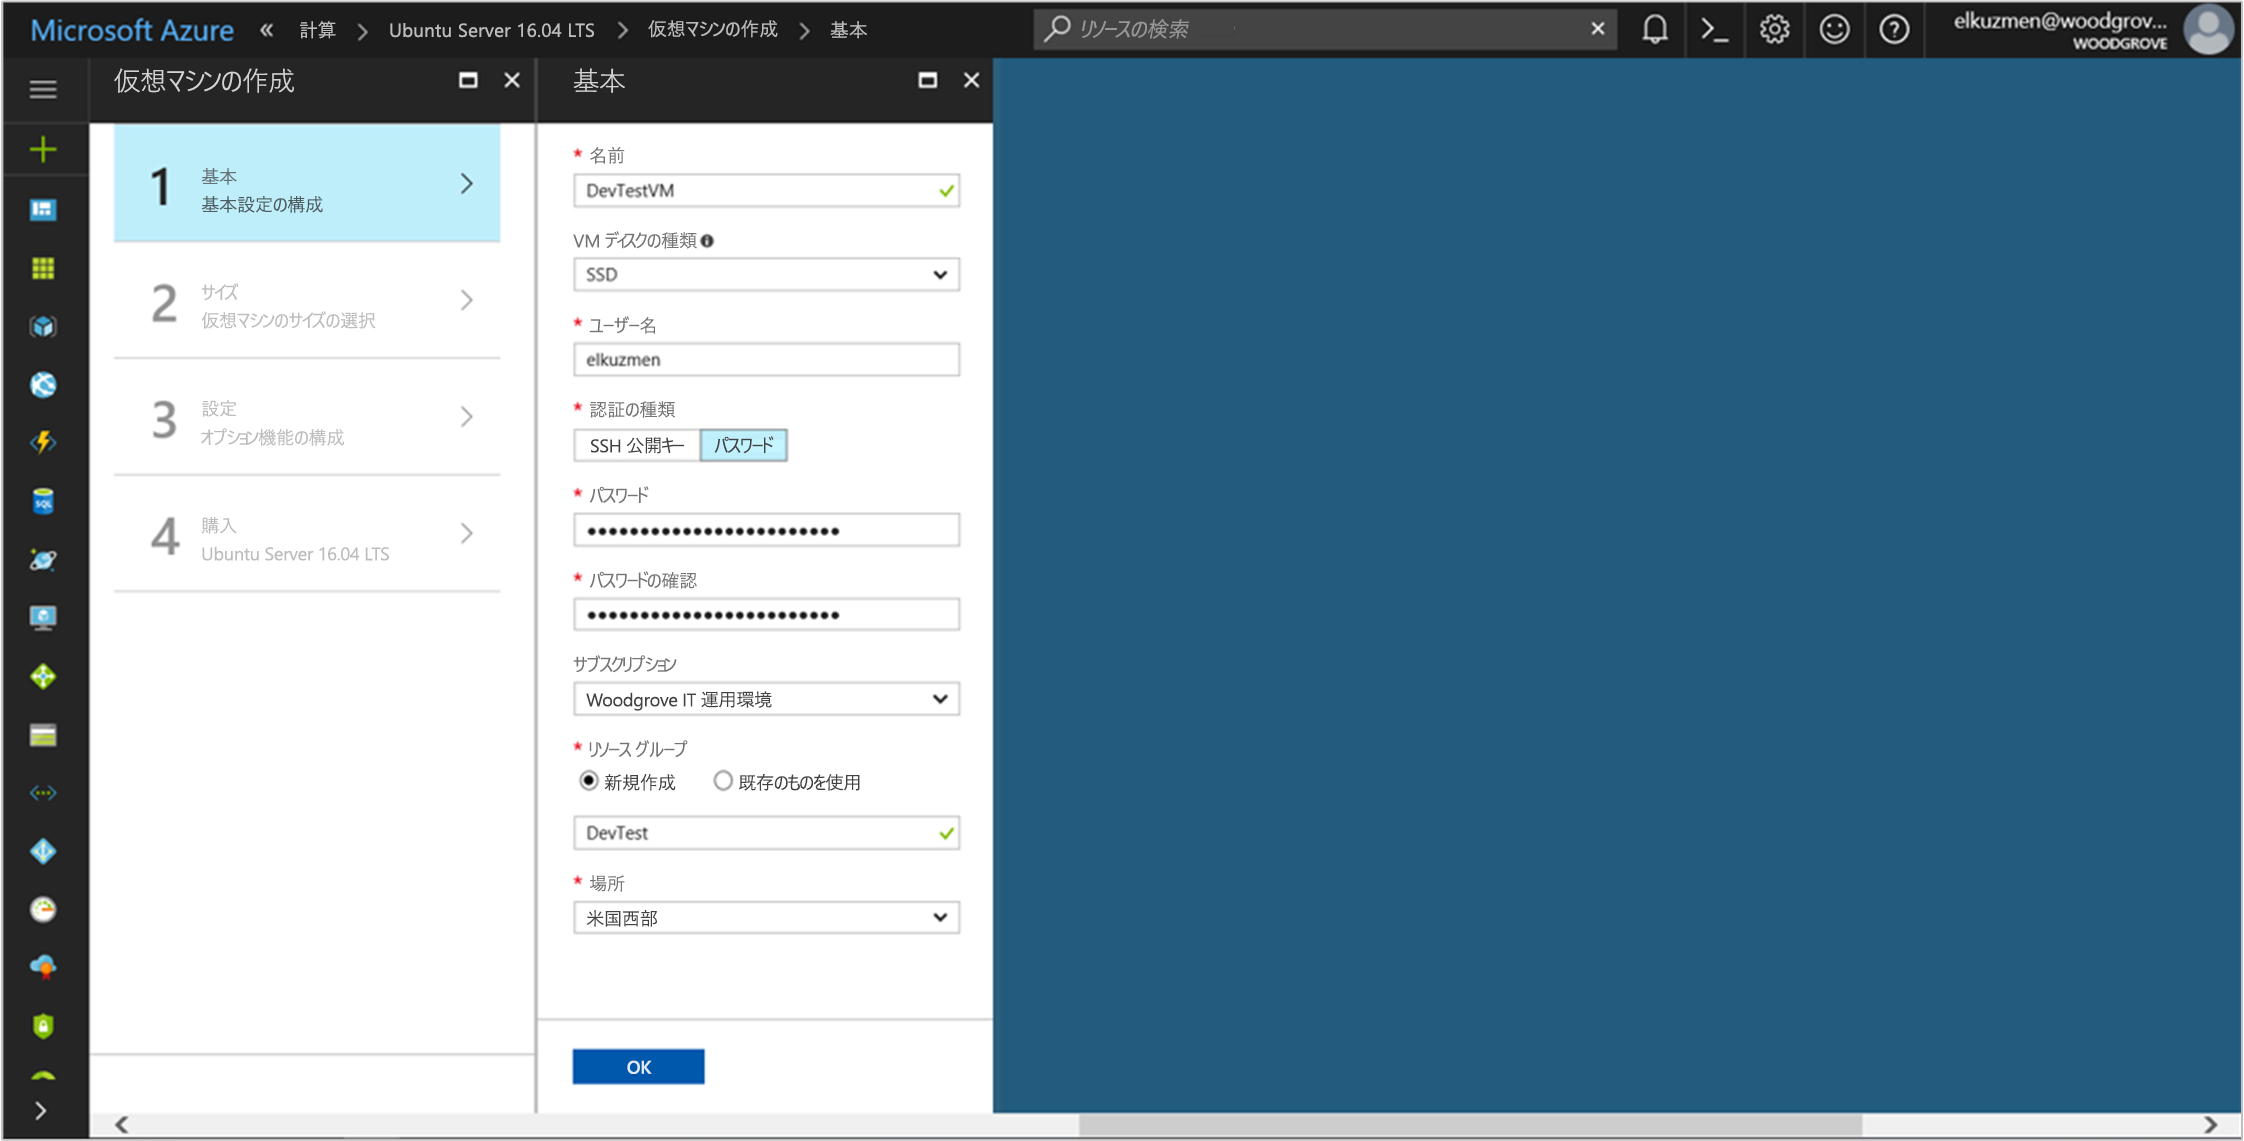 Microsoft Azure « 計算 > Ubuntu Server 16.04 LTS > 仮想マシンの作成 > 基本
リソースの検索
elkuzmen@woodgrov...
WOODGROVE
仮想マシンの作成
1
基本
基本設定の構成
2
サイズ
仮想マシンのサイズの選択
3
設定
オプション機能の構成
4
購入
Ubuntu Server 16.04 LTS
基本
* 名前
DevTestVM
VM ディスクの種類
SSD
* ユーザー名
elkuzmen
* 認証の種類
SSH 公開キー パスワード
* パスワード
●●●●●●●●●●●●●●●●●●●●●●●●
* パスワードの確認
●●●●●●●●●●●●●●●●●●●●●●●●
サブスクリプション
Woodgrove IT 運用環境
* リソース グループ
新規作成 既存のものを使用
DevTest
* 場所
米国西部
OK
SQL